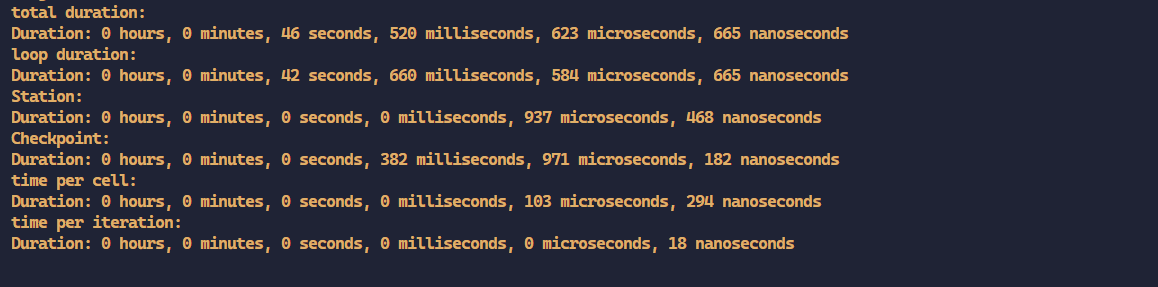 total duration:
Duration: 0 hours, 0 minutes, 46 seconds, 520 milliseconds, 623 microseconds, 665 nanoseconds
loop duration:
Duration: 0 hours, 0 minutes, 42 seconds, 660 milliseconds, 584 microseconds, 665 nanoseconds
Station:
Duration: 0 hours, 0 minutes, 0 seconds, 0 milliseconds, 937 microseconds, 468 nanoseconds
Checkpoint:
Duration: 0 hours, 0 minutes, 0 seconds, 382 milliseconds, 971 microseconds, 182 nanoseconds
time per cell:
Duration: 0 hours, 0 minutes, 0 seconds, 0 milliseconds, 103 microseconds, 294 nanoseconds
time per iteration:
Duration: 0 hours, 0 minutes, 0 seconds, 0 milliseconds, 0 microseconds, 18 nanoseconds